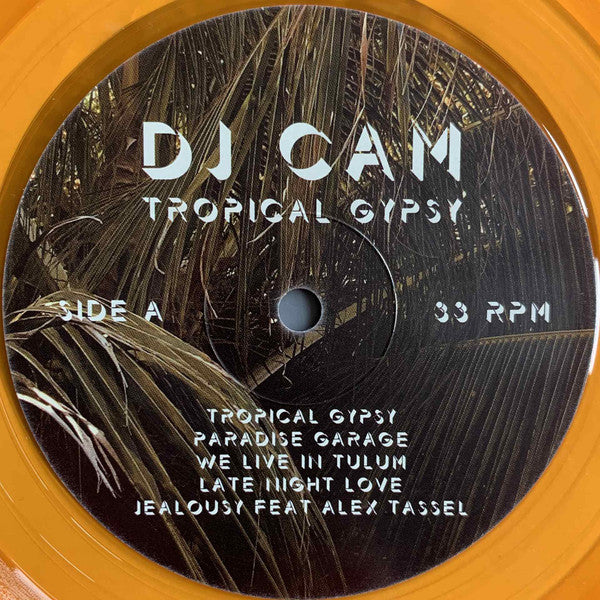 DJ CAM
TROPICAL GYPSY
SIDE A
33 RPM
TROPICAL GYPSY
PARADISE GARAGE
WE LIVE IN TULUM
LATE NIGHT LOVE
JEALOUSY FEAT ALEX TASSEL